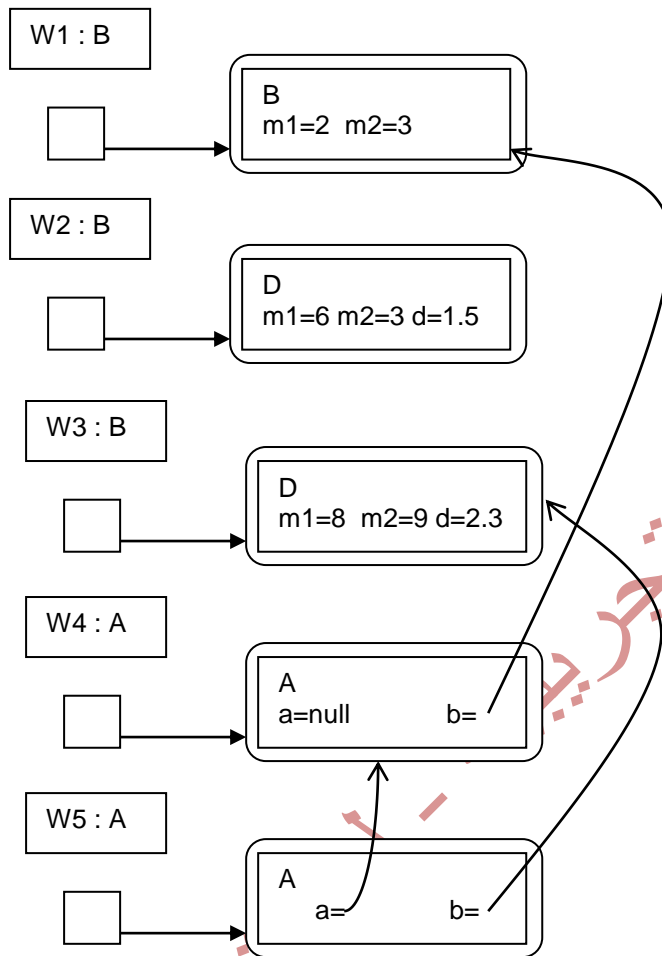 W1 : B
B
m1=2 m2=3
W2 : B
D
m1=6 m2=3 d=1.5
W3 : B
D
m1=8 m2=9 d=2.3
W4 : A
A
a=null b=
W5 : A
A
a= b=